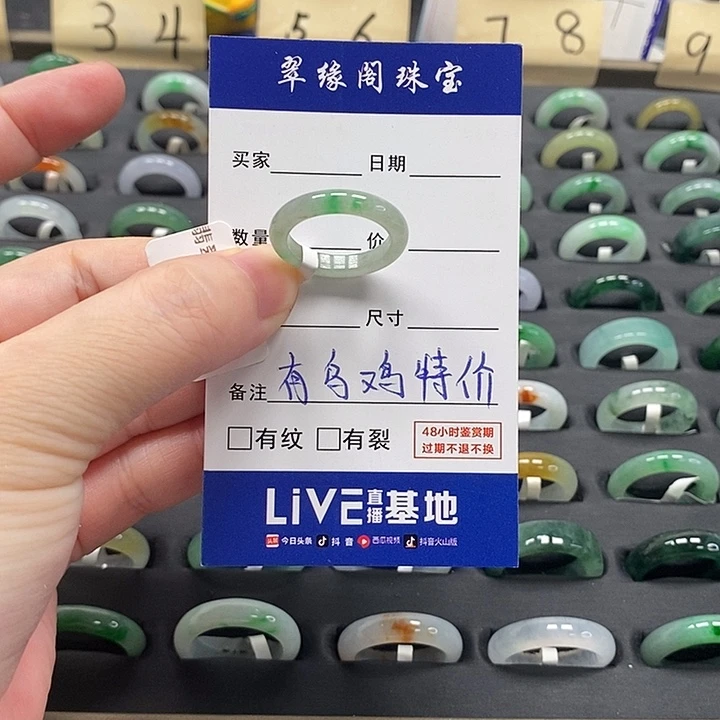 3 4 5 6 7 8 9
翠缘阁珠宝
买家 日期
数量 价
尺寸
备注 有乌鸡特价
有纹 有裂
48小时鉴赏期
过期不退不换
LiVE直播基地
头条 今日头条 抖音 西瓜视频 抖音火山版